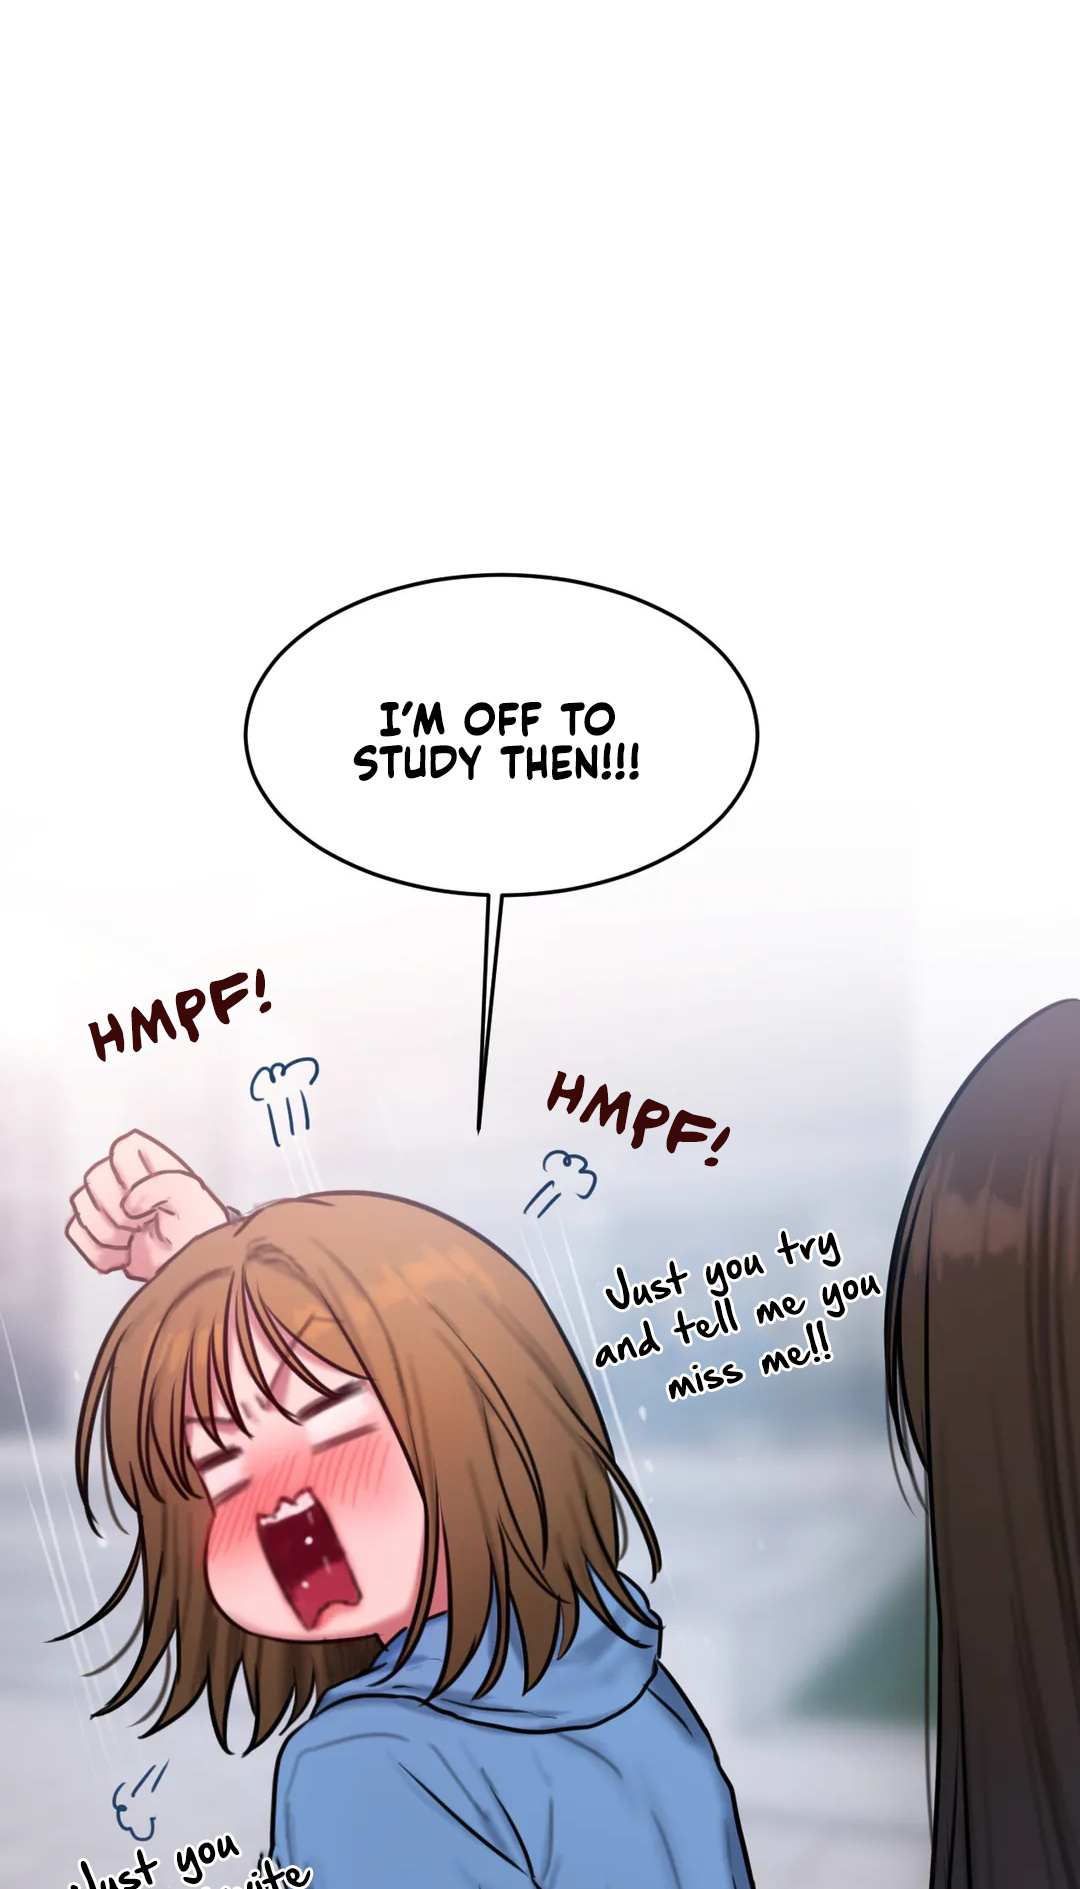 I'M OFF TO
STUDY THEN!!!
HMPF!
HMPF!
Just you try
and tell me you
miss me!!
Just you